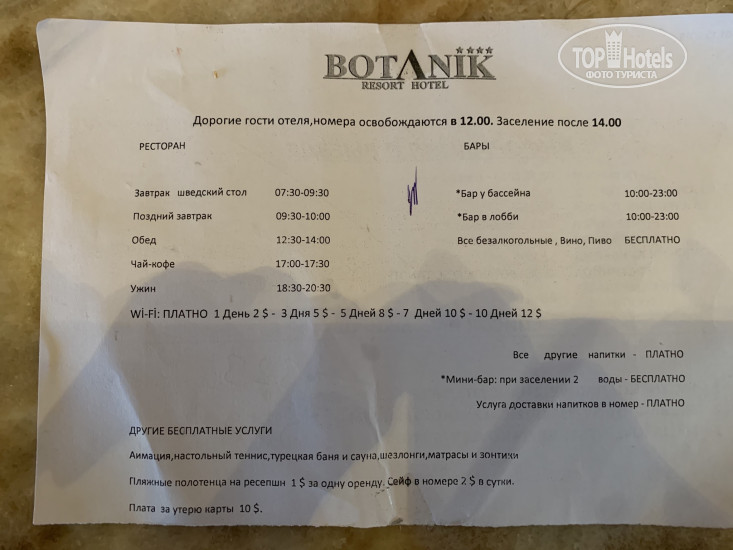 TOP Hotels
ФОТО ТУРИСТА
****
BOTANİK
RESORT HOTEL
Дорогие гости отеля,номера освобождаются в 12.00. Заселение после 14.00
РЕСТОРАН
БАРЫ
Завтрак шведский стол 07:30-09:30
*Бар у бассейна 10:00-23:00
Поздний завтрак 09:30-10:00
*Бар в лобби 10:00-23:00
Обед 12:30-14:00
Все безалкогольные , Вино, Пиво БЕСПЛАТНО
Чай-кофе 17:00-17:30
Ужин 18:30-20:30
Wİ-Fİ: ПЛАТНО 1 День 2 $ - 3 Дня 5 $ - 5 Дней 8 $ - 7 Дней 10 $ - 10 Дней 12 $
Все другие напитки - ПЛАТНО
*Мини-бар: при заселении 2 воды - БЕСПЛАТНО
Услуга доставки напитков в номер - ПЛАТНО
ДРУГИЕ БЕСПЛАТНЫЕ УСЛУГИ
Аимация,настольный теннис,турецкая баня и сауна,шезлонги,матрасы и зонтики
Пляжные полотенца на ресепшн 1 $ за одну оренду. Сейф в номере 2 $ в сутки.
Плата за утерю карты 10 $.